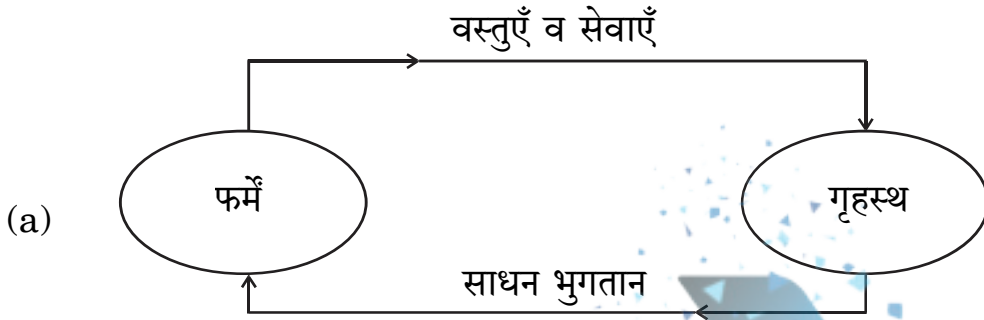 वस्तुएँ व सेवाएँ
फर्में
गृहस्थ
(a)
साधन भुगतान